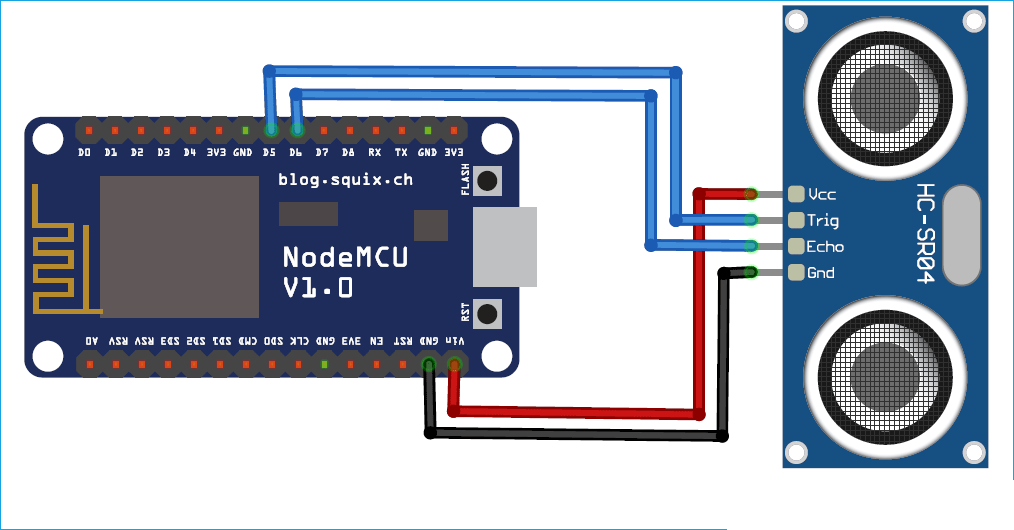 D0 D1 D2 D3 D4 3V3 GND D5 D6 D7 D8 RX TX GND 3V3
blog.squix.ch
FLASH
NodeMCU
V1.0
RST
A0 RSV RSV SD3 SD2 SD1 CMD SD0 CLK GND 3V3 EN RST GND Vin
Vcc
Trig
Echo
Gnd
HC-SR04